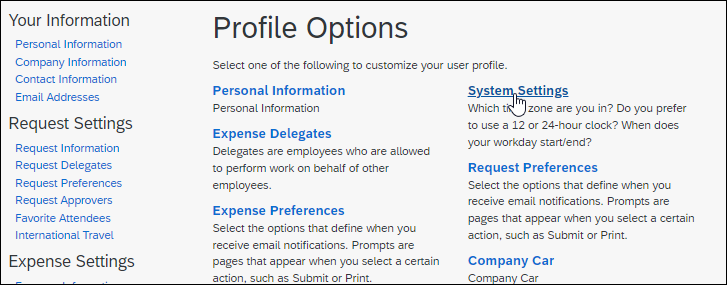 Your Information
Personal Information
Company Information
Contact Information
Email Addresses
Request Settings
Request Information
Request Delegates
Request Preferences
Request Approvers
Favorite Attendees
International Travel
Expense Settings
Profile Options
Select one of the following to customize your user profile.
Personal Information
Personal Information
Expense Delegates
Delegates are employees who are allowed
to perform work on behalf of other
employees.
Expense Preferences
Select the options that define when you
receive email notifications. Prompts are
pages that appear when you select a certain
action, such as Submit or Print.
System Settings
Which zone are you in? Do you prefer
to use a 12 or 24-hour clock? When does
your workday start/end?
Request Preferences
Select the options that define when you
receive email notifications. Prompts are
pages that appear when you select a certain
action, such as Submit or Print.
Company Car
Company Car